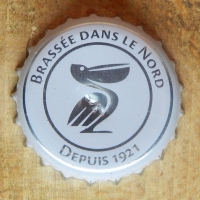 BRASSÉE DANS LE NORD
DEPUIS 1921